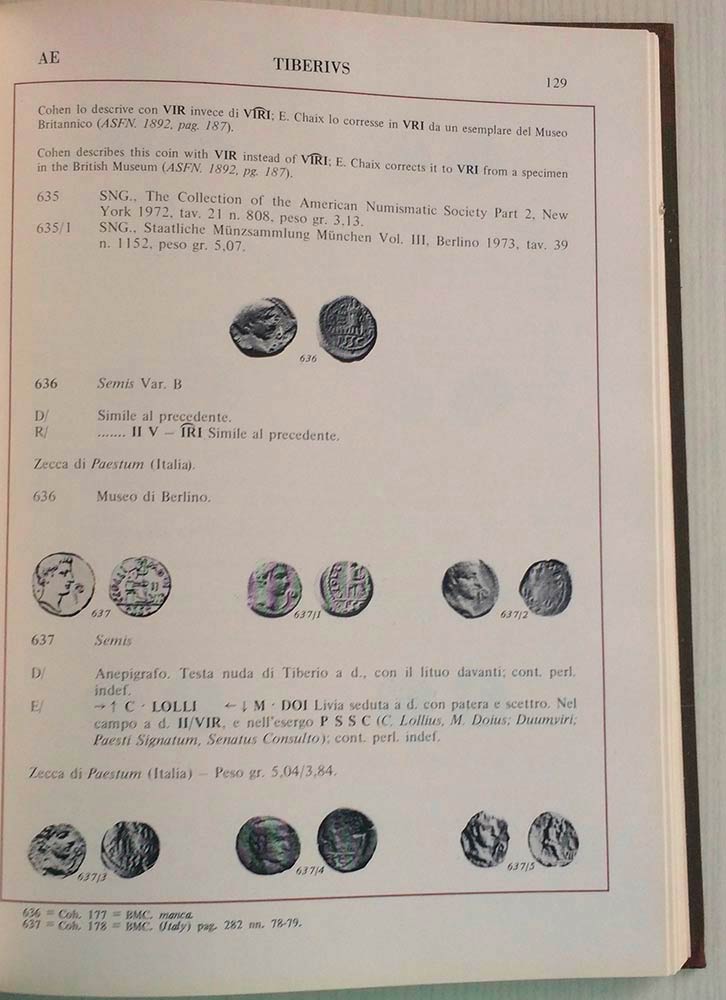 AE
TIBERIVS
129
Cohen lo descrive con VIR invece di VI͡RI; E. Chaix lo corresse in VRI da un esemplare del Museo
Britannico (ASFN. 1892, pag. 187).
Cohen describes this coin with VIR instead of VI͡RI; E. Chaix corrects it to VRI from a specimen
in the British Museum (ASFN. 1892, pg. 187).
635 SNG., The Collection of the American Numismatic Society Part 2, New
York 1972, tav. 21 n. 808, peso gr. 3,13.
635/1 SNG., Staatliche Münzsammlung München Vol. III, Berlino 1973, tav. 39
n. 1152, peso gr. 5,07.
636
636 Semis Var. B
D/ Simile al precedente.
R/ ....... II V – I͡RI Simile al precedente.
Zecca di Paestum (Italia).
636 Museo di Berlino.
637 637/1 637/2
637 Semis
D/ Anepigrafo. Testa nuda di Tiberio a d., con il lituo davanti; cont. perl.
indef.
E/ →↑ C · LOLLI ←↓ M · DOI Livia seduta a d. con patera e scettro. Nel
campo a d. II/VIR, e nell'esergo P S S C (C. Lollius, M. Doius; Duumviri;
Paesti Signatum, Senatus Consulto); cont. perl. indef.
Zecca di Paestum (Italia) – Peso gr. 5,04/3,84.
637/3 637/4 637/5
636 = Coh. 177 = BMC. manca.
637 = Coh. 178 = BMC. (Italy) pag. 282 nn. 78-79.